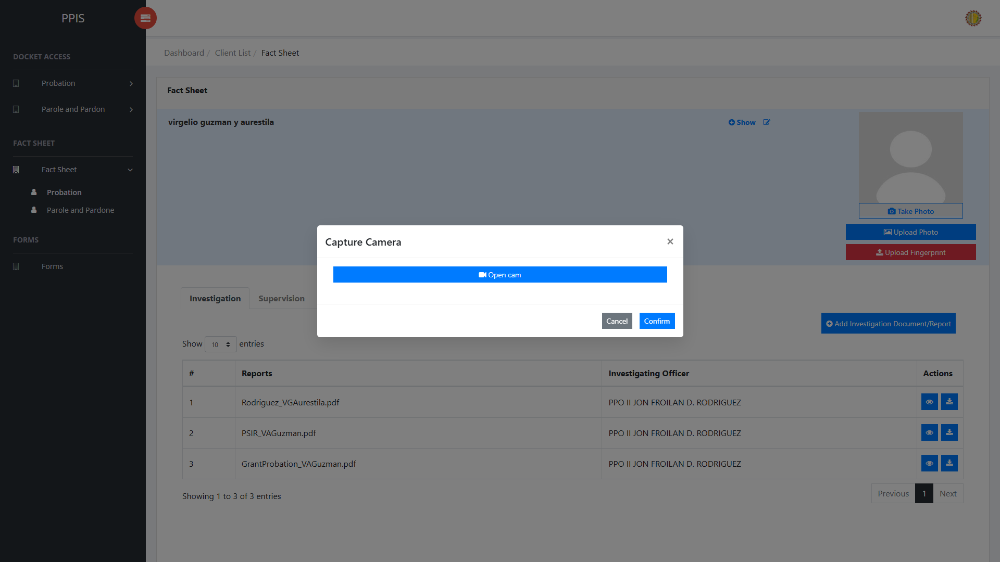 PPIS
DOCKET ACCESS
Probation
Parole and Pardon
FACT SHEET
Fact Sheet
Probation
Parole and Pardone
FORMS
Forms
Dashboard / Client List / Fact Sheet
Fact Sheet
virgelio guzman y aurestila
Show
Take Photo
Upload Photo
Upload Fingerprint
Capture Camera ×
Open cam
Cancel Confirm
Investigation Supervision
Add Investigation Document/Report
Show 10 entries
# Reports Investigating Officer Actions
1 Rodriguez_VGAurestila.pdf PPO II JON FROILAN D. RODRIGUEZ
2 PSIR_VAGuzman.pdf PPO II JON FROILAN D. RODRIGUEZ
3 GrantProbation_VAGuzman.pdf PPO II JON FROILAN D. RODRIGUEZ
Showing 1 to 3 of 3 entries
Previous 1 Next